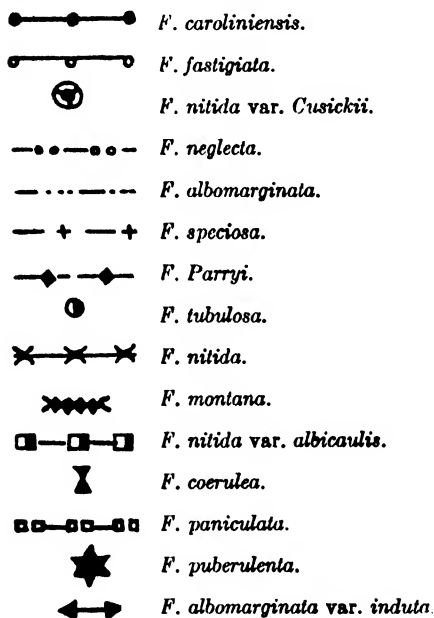 F. caroliniensis.
F. fastigiata.
F. nitida var. Cusickii.
F. neglecta.
F. albomarginata.
F. speciosa.
F. Parryi.
F. tubulosa.
F. nitida.
F. montana.
F. nitida var. albicaulis.
F. coerulea.
F. paniculata.
F. puberulenta.
F. albomarginata var. induta.